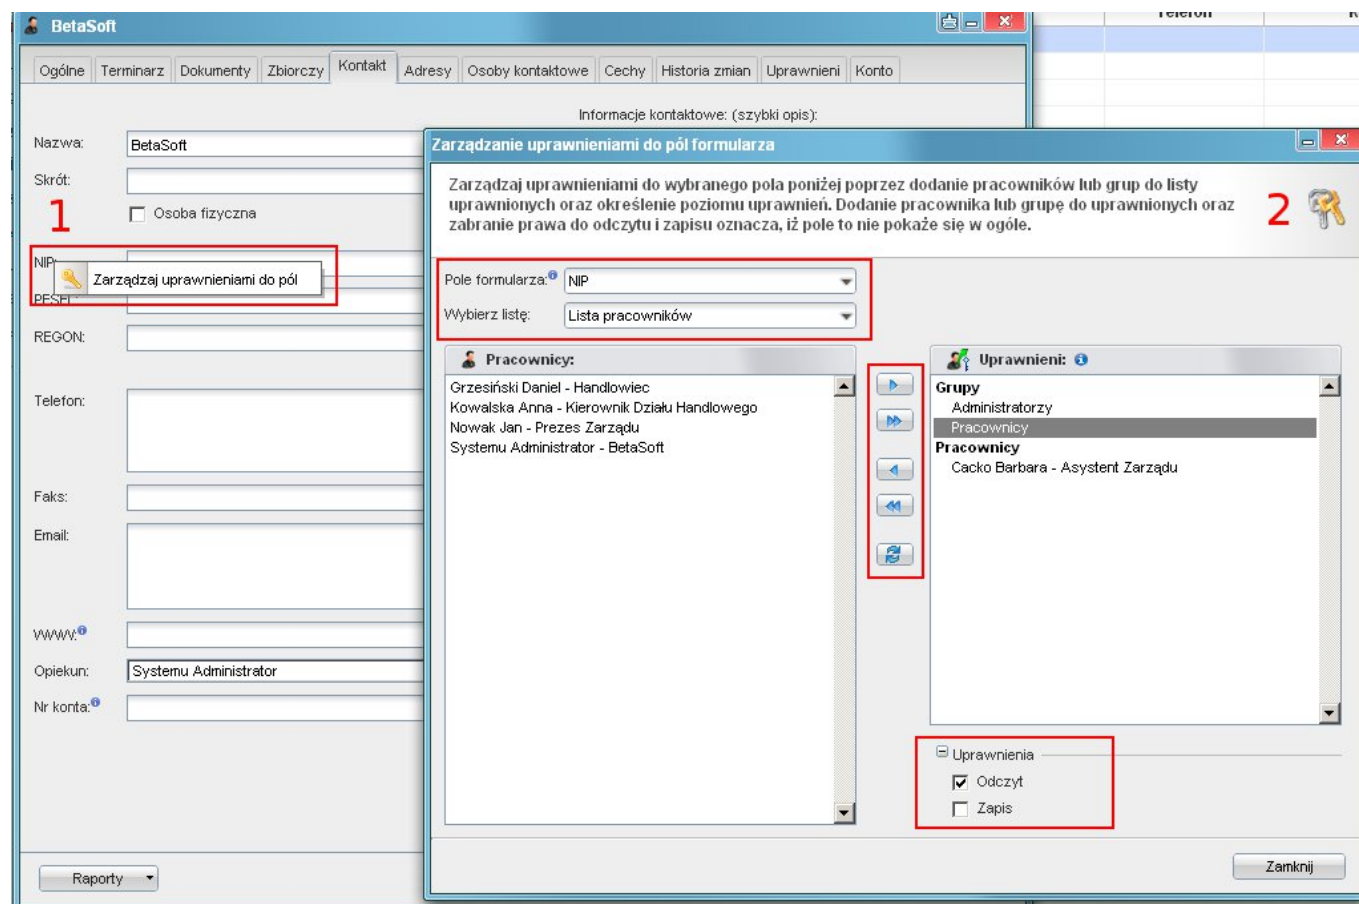 BetaSoft
Telefon
Ogólne Terminarz Dokumenty Zbiorczy Kontakt Adresy Osoby kontaktowe Cechy Historia zmian Uprawnieni Konto
Informacje kontaktowe: (szybki opis):
Nazwa: BetaSoft
Skrót:
1
Osoba fizyczna
NIP:
Zarządzaj uprawnieniami do pól
PESEL:
REGON:
Telefon:
Faks:
Email:
WWW:
Opiekun: Systemu Administrator
Nr konta:
Raporty
Zarządzanie uprawnieniami do pól formularza
Zarządzaj uprawnieniami do wybranego pola poniżej poprzez dodanie pracowników lub grup do listy
uprawnionych oraz określenie poziomu uprawnień. Dodanie pracownika lub grupę do uprawnionych oraz
zabranie prawa do odczytu i zapisu oznacza, iż pole to nie pokaże się w ogóle.
2
Pole formularza: NIP
Wybierz listę: Lista pracowników
Pracownicy:
Grzesiński Daniel - Handlowiec
Kowalska Anna - Kierownik Działu Handlowego
Nowak Jan - Prezes Zarządu
Systemu Administrator - BetaSoft
Uprawnieni:
Grupy
Administratorzy
Pracownicy
Pracownicy
Cacko Barbara - Asystent Zarządu
Uprawnienia
Odczyt
Zapis
Zamknij